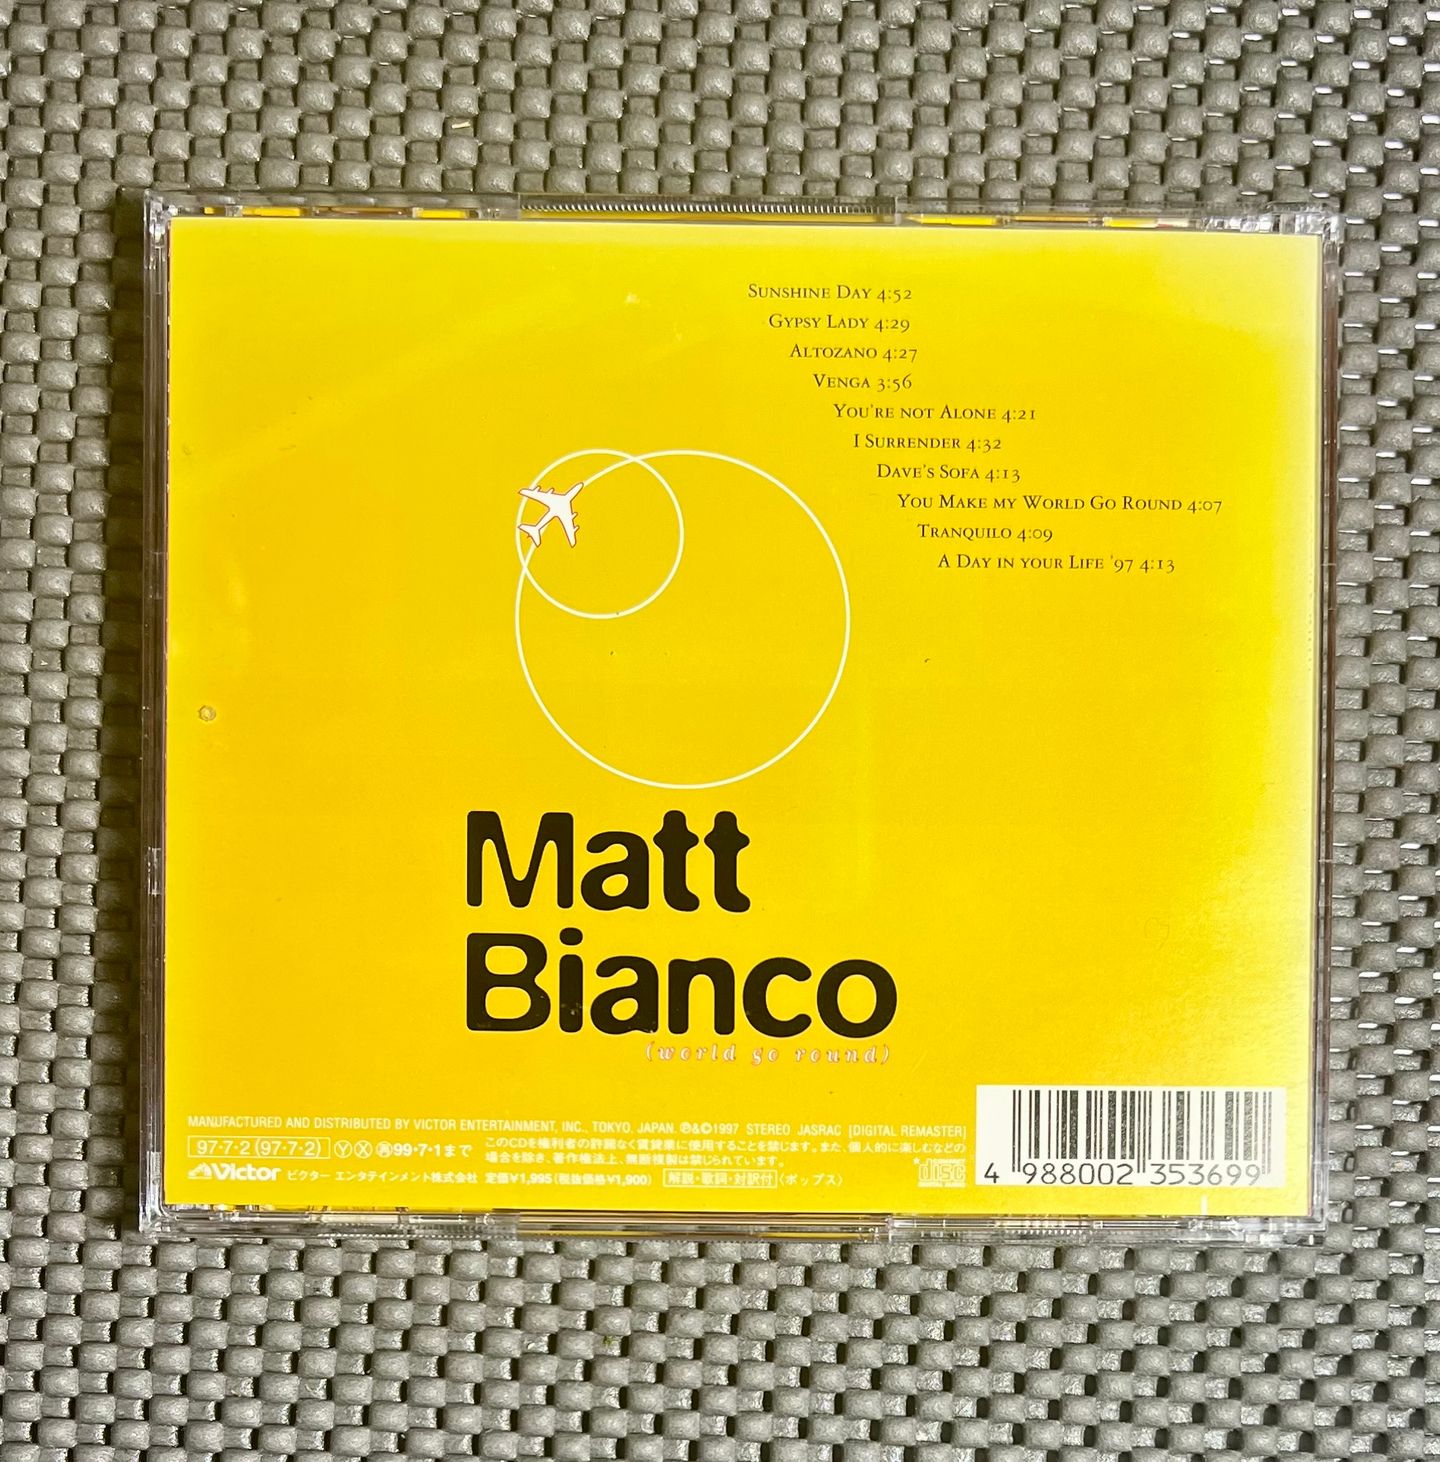 Sunshine Day 4:52
Gypsy Lady 4:29
Altozano 4:27
Venga 3:56
You're not Alone 4:21
I Surrender 4:32
Dave's Sofa 4:13
You Make my World Go Round 4:07
Tranquilo 4:09
A Day in your Life '97 4:13
Matt
Bianco
(world go round)
MANUFACTURED AND DISTRIBUTED BY VICTOR ENTERTAINMENT, INC., TOKYO, JAPAN. ℗&©1997 STEREO JASRAC [DIGITAL REMASTER]
97·7·2 (97·7·2) Ⓨ Ⓧ ㊢99·7·1まで
このCDを権利者の許諾なく賃貸業に使用することを禁じます。また、個人的に楽しむなどの
場合を除き、著作権法上、無断複製は禁じられています。
Victor ビクター エンタテインメント株式会社 定価¥1,995(税抜価格¥1,900) 解説・歌詞・対訳付〈ポップス〉
COMPACT
disc
DIGITAL AUDIO
4 988002 353699